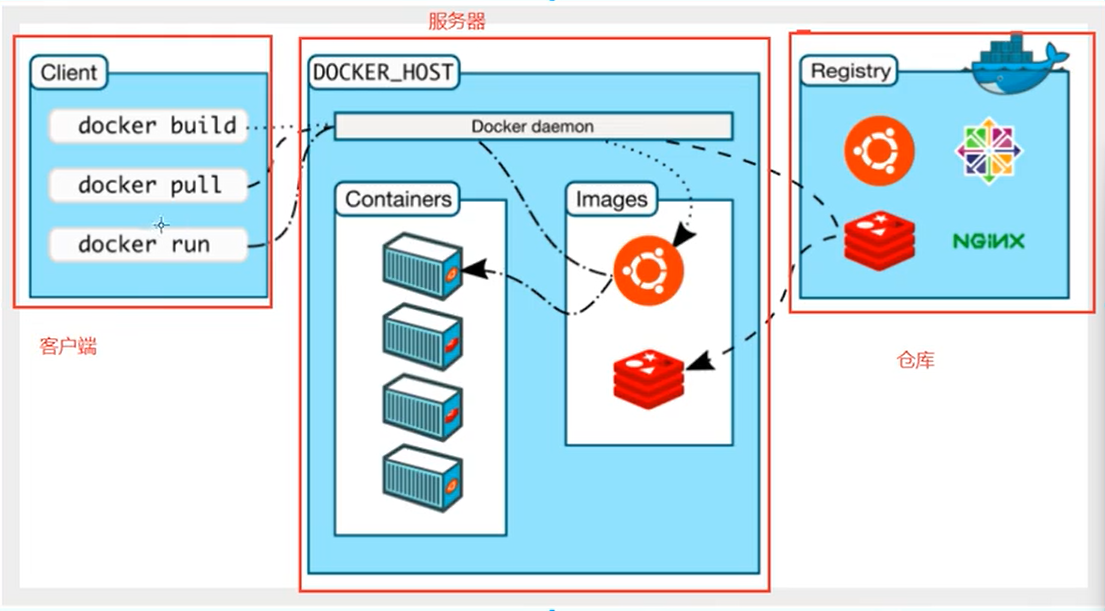 服务器
Client
DOCKER_HOST
Registry
docker build
Docker daemon
docker pull
Containers
Images
docker run
NGiNX
客户端
仓库